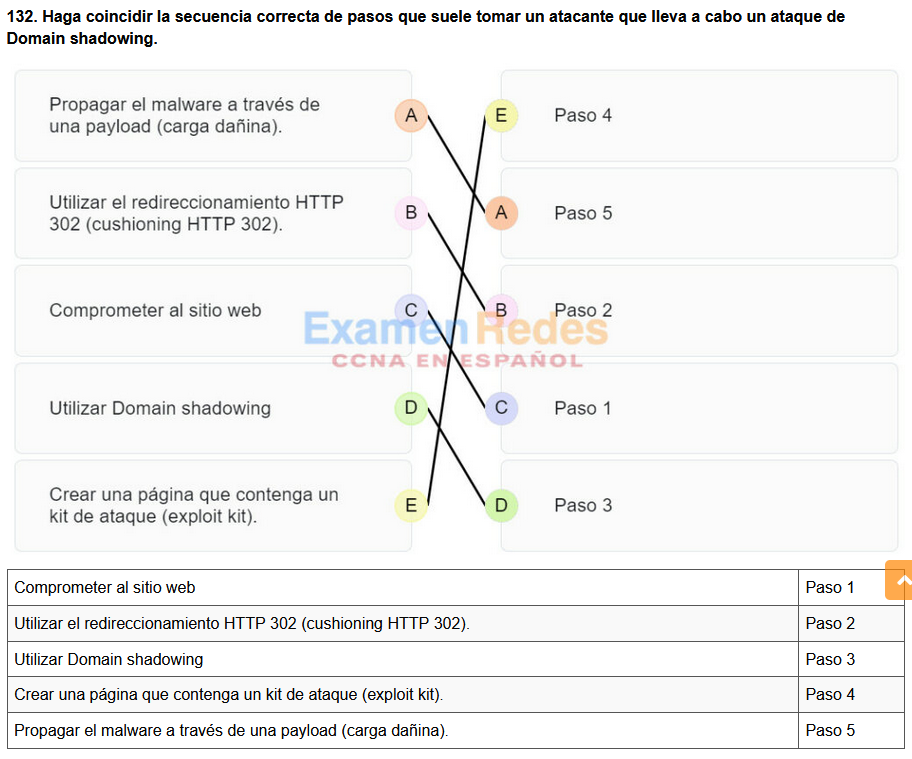 132. Haga coincidir la secuencia correcta de pasos que suele tomar un atacante que lleva a cabo un ataque de
Domain shadowing.
Propagar el malware a través de
una payload (carga dañina).
A
E
Paso 4
Utilizar el redireccionamiento HTTP
302 (cushioning HTTP 302).
B
A
Paso 5
Comprometer al sitio web
C
B
Paso 2
ExamenRedes
CCNA EN ESPAÑOL
Utilizar Domain shadowing
D
C
Paso 1
Crear una página que contenga un
kit de ataque (exploit kit).
E
D
Paso 3
Comprometer al sitio web Paso 1
Utilizar el redireccionamiento HTTP 302 (cushioning HTTP 302). Paso 2
Utilizar Domain shadowing Paso 3
Crear una página que contenga un kit de ataque (exploit kit). Paso 4
Propagar el malware a través de una payload (carga dañina). Paso 5